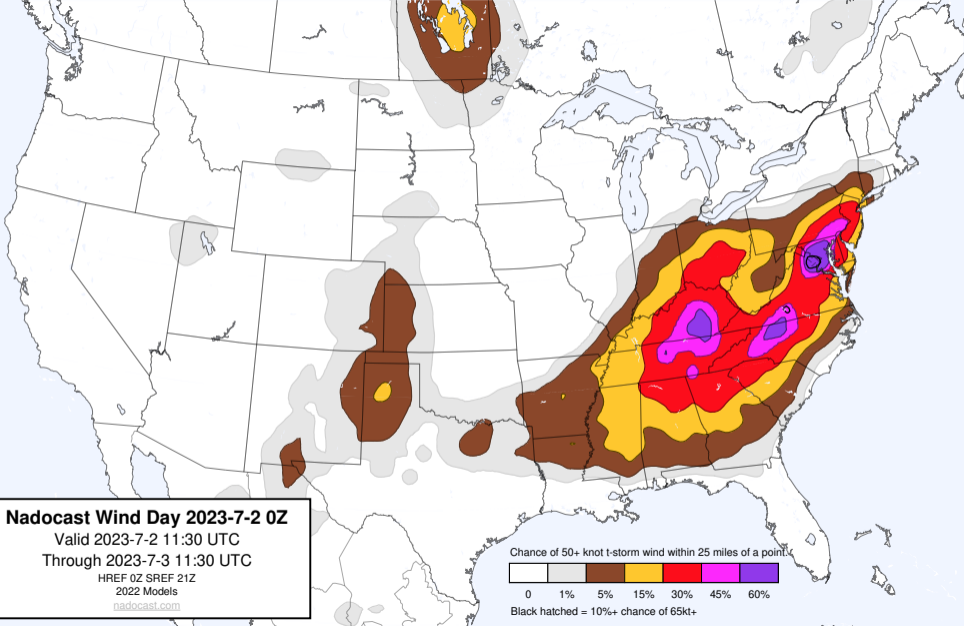 Nadocast Wind Day 2023-7-2 0Z
Valid 2023-7-2 11:30 UTC
Through 2023-7-3 11:30 UTC
HREF 0Z SREF 21Z
2022 Models
nadocast.com
Chance of 50+ knot t-storm wind within 25 miles of a point.
0 1% 5% 15% 30% 45% 60%
Black hatched = 10%+ chance of 65kt+